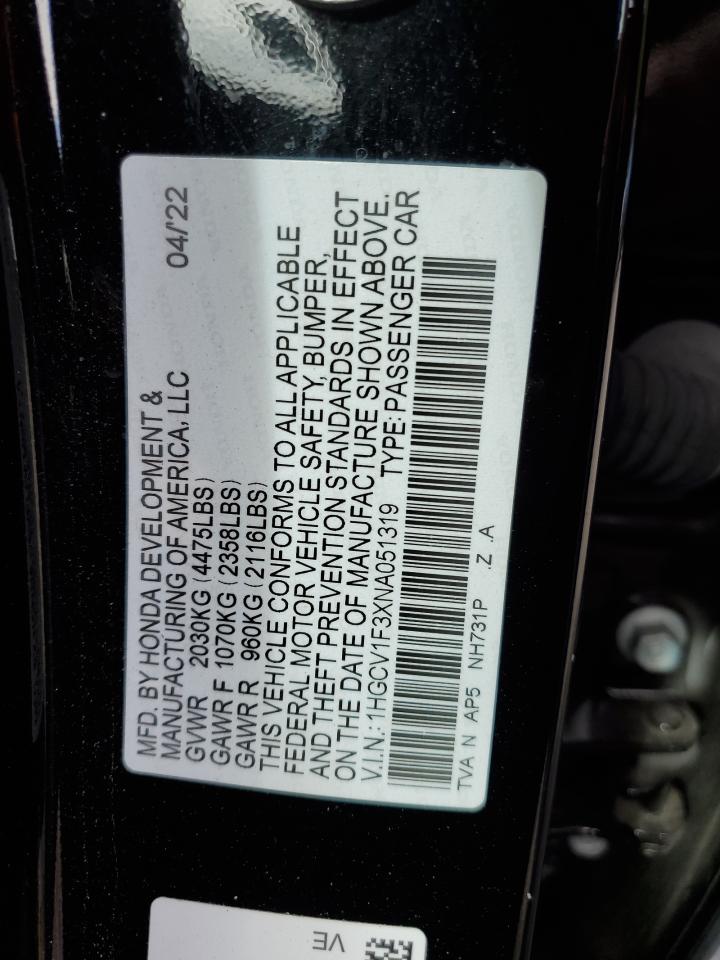 MFD. BY HONDA DEVELOPMENT &
MANUFACTURING OF AMERICA, LLC 04/'22
GVWR 2030KG (4475LBS)
GAWR F 1070KG (2358LBS)
GAWR R 960KG (2116LBS)
THIS VEHICLE CONFORMS TO ALL APPLICABLE
FEDERAL MOTOR VEHICLE SAFETY, BUMPER,
AND THEFT PREVENTION STANDARDS IN EFFECT
ON THE DATE OF MANUFACTURE SHOWN ABOVE.
V.I.N.: 1HGCV1F3XNA051319 TYPE: PASSENGER CAR
TVA N AP5 NH731P .Z .A
VE